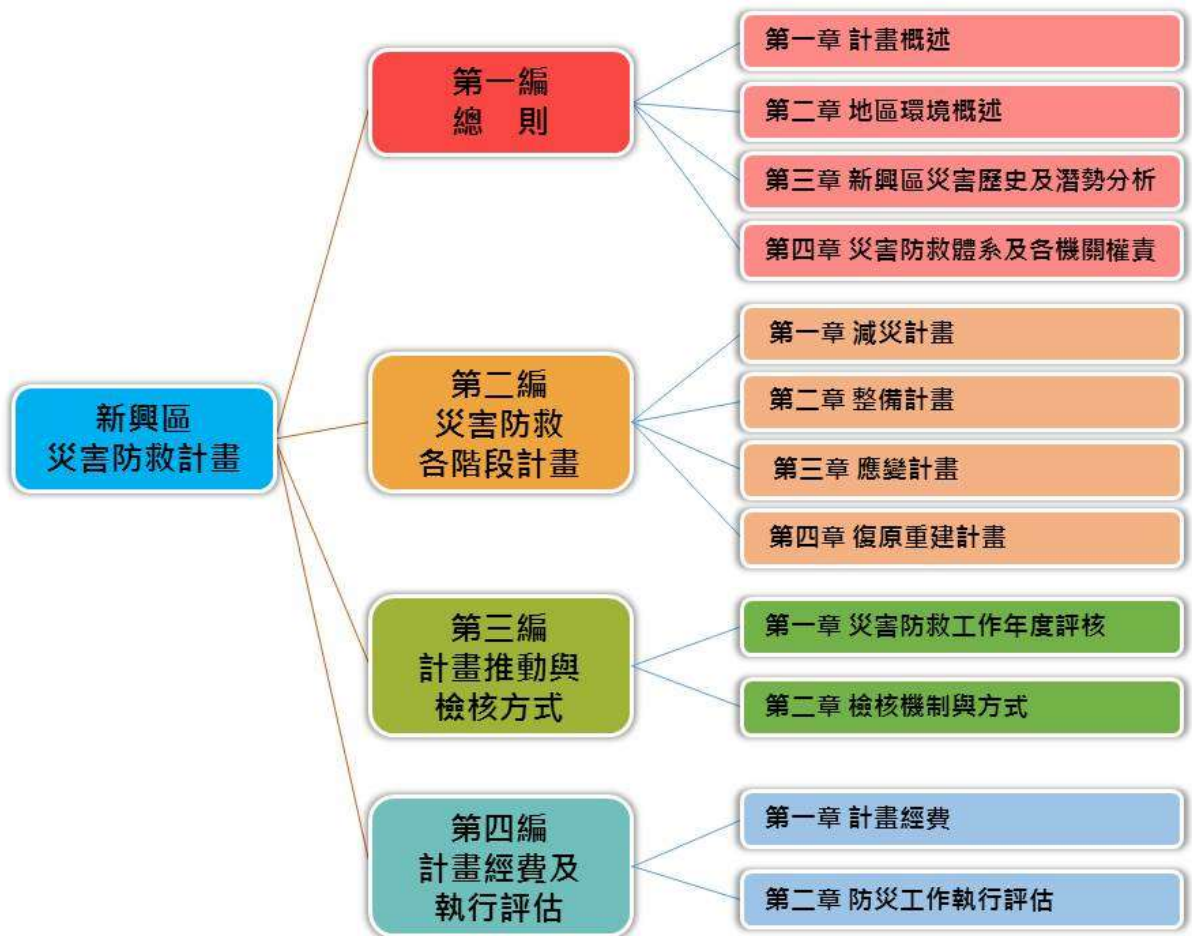 新興區
災害防救計畫
第一編
總　則
第一章 計畫概述
第二章 地區環境概述
第三章 新興區災害歷史及潛勢分析
第四章 災害防救體系及各機關權責
第二編
災害防救
各階段計畫
第一章 減災計畫
第二章 整備計畫
第三章 應變計畫
第四章 復原重建計畫
第三編
計畫推動與
檢核方式
第一章 災害防救工作年度評核
第二章 檢核機制與方式
第四編
計畫經費及
執行評估
第一章 計畫經費
第二章 防災工作執行評估